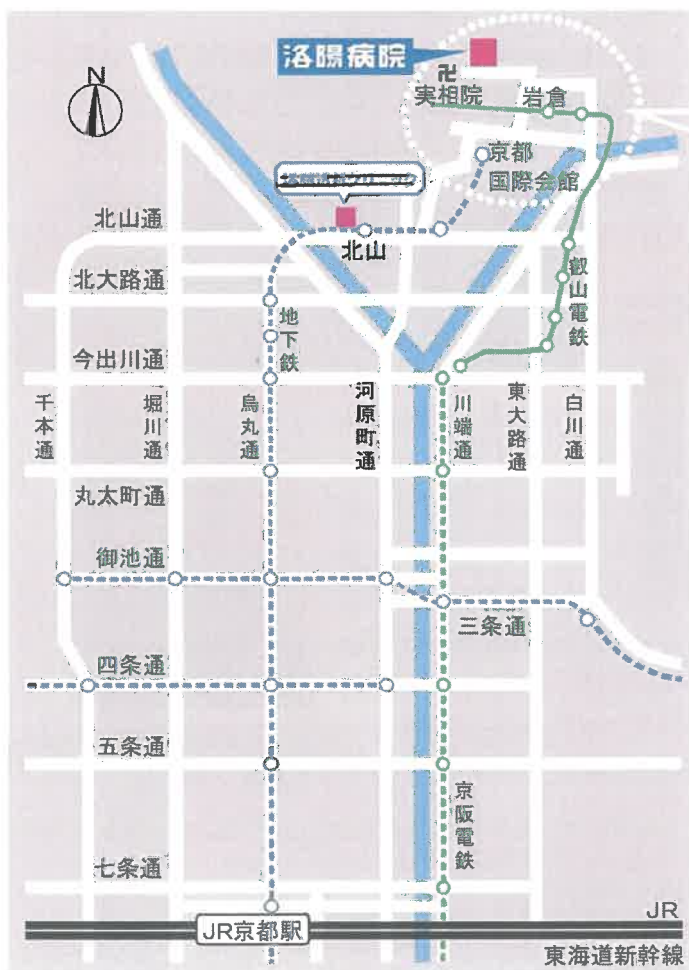 洛陽病院
N
卍
実相院
岩倉
京都
国際会館
北山
北山通
北大路通
今出川通
地下鉄
叡山電鉄
千本通
堀川通
烏丸通
河原町通
川端通
東大路通
白川通
丸太町通
御池通
三条通
四条通
五条通
京阪電鉄
七条通
JR京都駅
JR
東海道新幹線